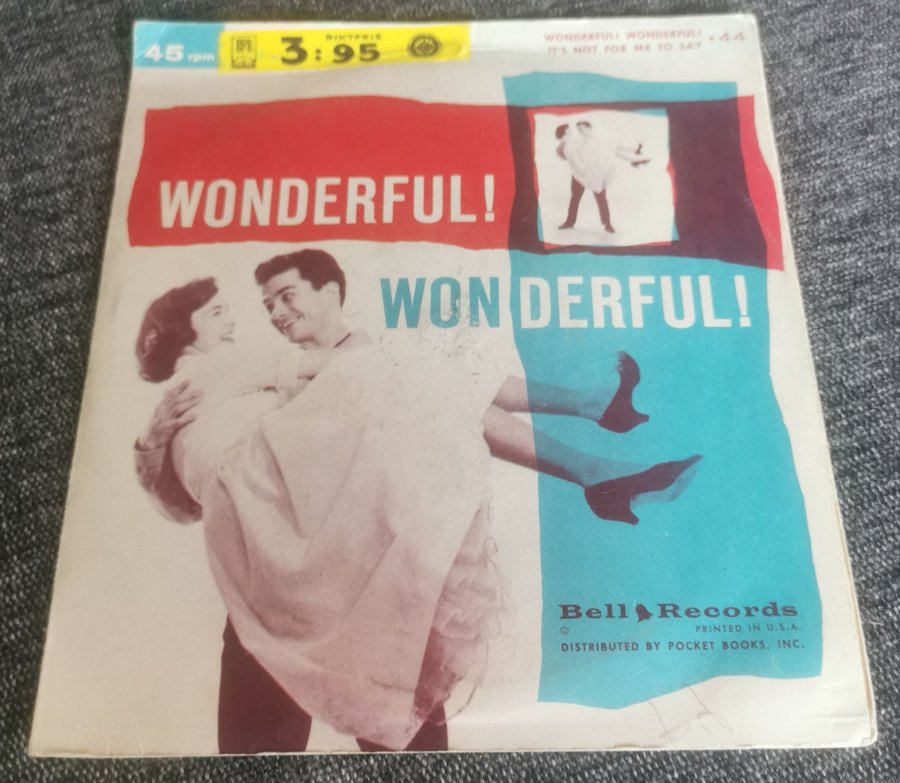 45 rpm
RIKTPRIS
3:95
WONDERFUL! WONDERFUL!
IT'S NOT FOR ME TO SAY
•44
WONDERFUL!
WONDERFUL!
Bell Records
© PRINTED IN U.S.A.
DISTRIBUTED BY POCKET BOOKS, INC.